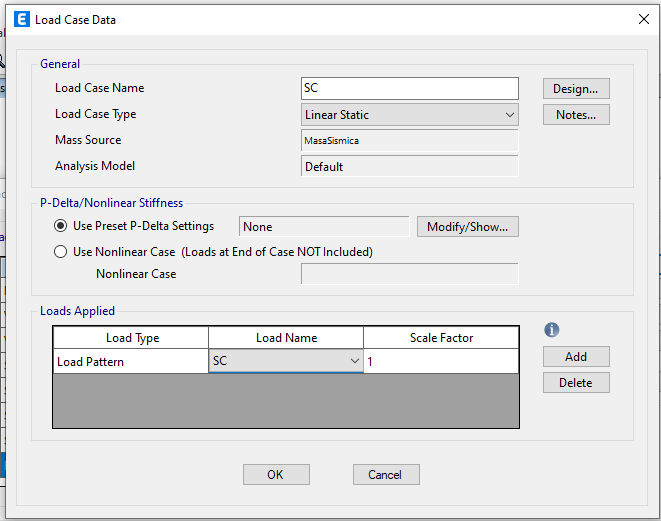 E Load Case Data
General
Load Case Name SC Design...
Load Case Type Linear Static Notes...
Mass Source MasaSismica
Analysis Model Default
P-Delta/Nonlinear Stiffness
Use Preset P-Delta Settings None Modify/Show...
Use Nonlinear Case (Loads at End of Case NOT Included)
Nonlinear Case
Loads Applied
Load Type Load Name Scale Factor
Load Pattern SC 1
Add
Delete
OK Cancel